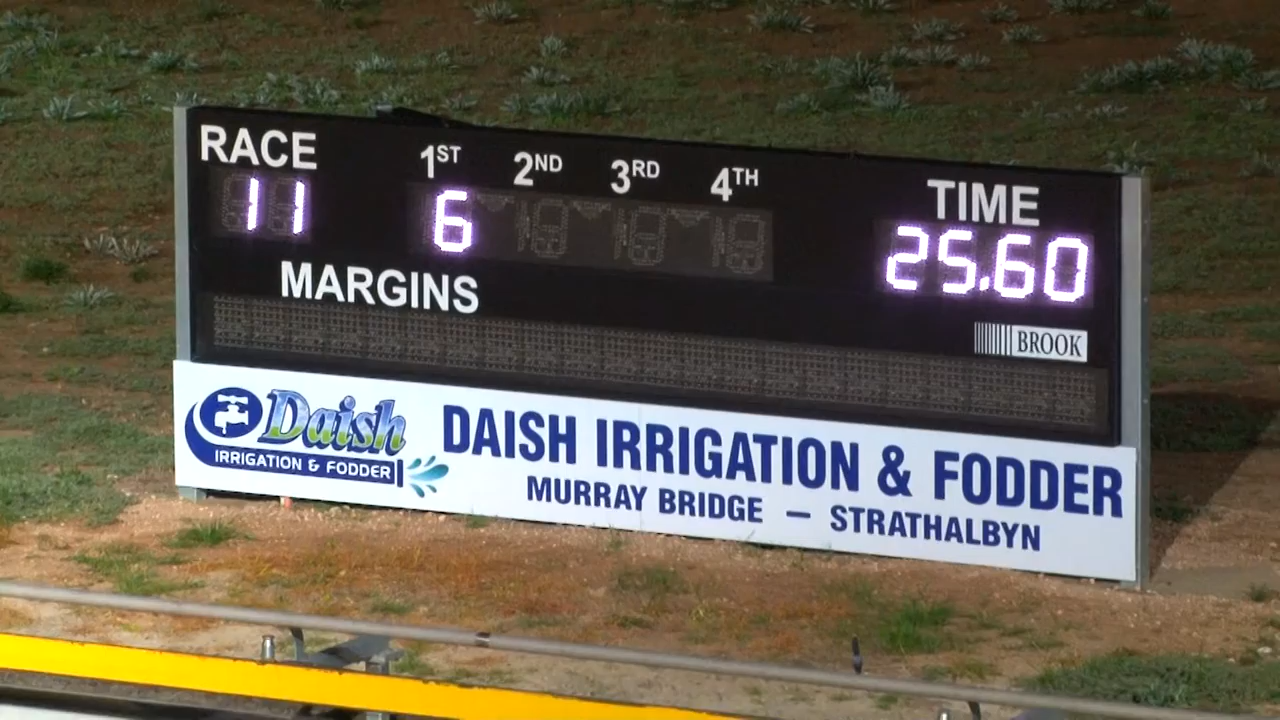 RACE 1ST 2ND 3RD 4TH TIME
11 6 25.60
MARGINS
BROOK
Daish
IRRIGATION & FODDER
DAISH IRRIGATION & FODDER
MURRAY BRIDGE – STRATHALBYN